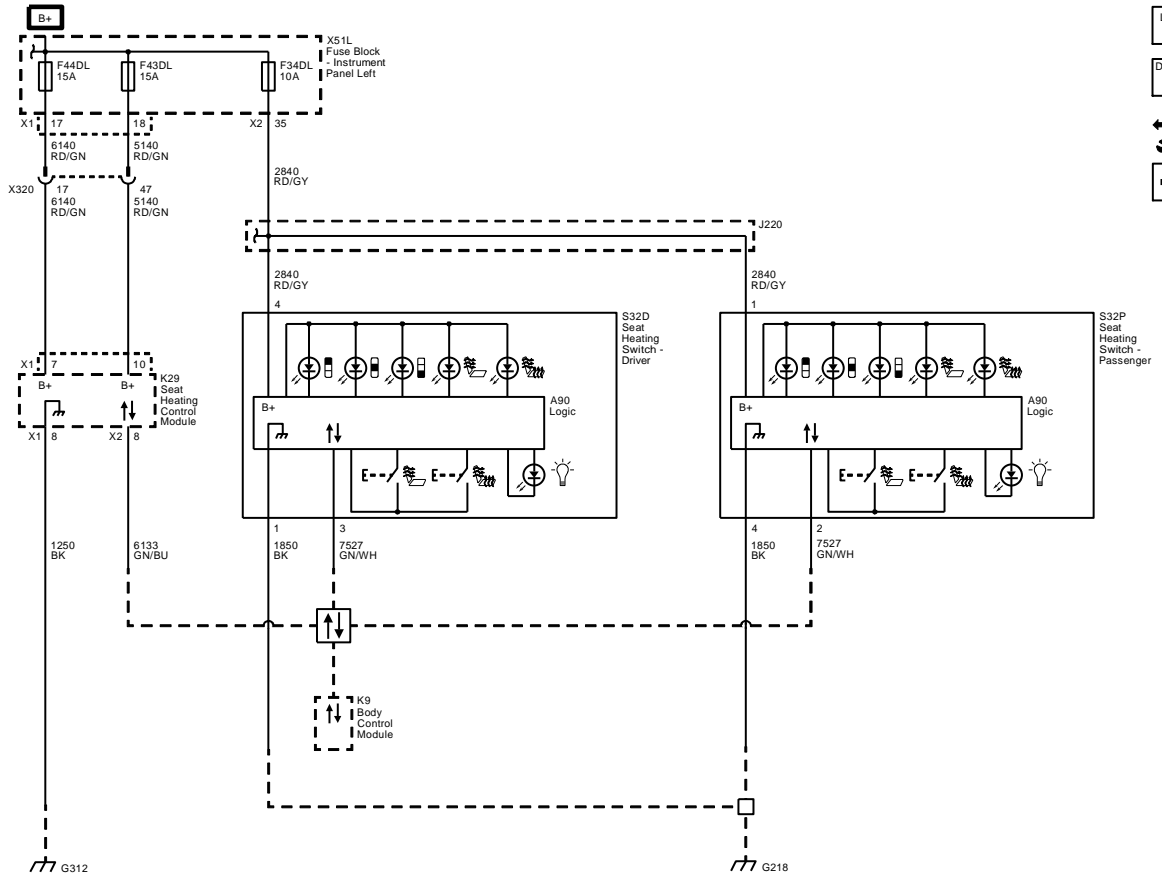 B+
X51L
Fuse Block
- Instrument
Panel Left
F44DL
15A
F43DL
15A
F34DL
10A
X1 17
18
X2 35
6140
RD/GN
5140
RD/GN
2840
RD/GY
X320 17
47
6140
RD/GN
5140
RD/GN
J220
2840
RD/GY
2840
RD/GY
4
1
S32D
Seat
Heating
Switch -
Driver
S32P
Seat
Heating
Switch -
Passenger
X1 7
10
B+
B+
K29
Seat
Heating
Control
Module
X1 8
X2 8
B+
A90
Logic
B+
A90
Logic
1250
BK
6133
GN/BU
1
1850
BK
3
7527
GN/WH
4
1850
BK
2
7527
GN/WH
K9
Body
Control
Module
G312
G218